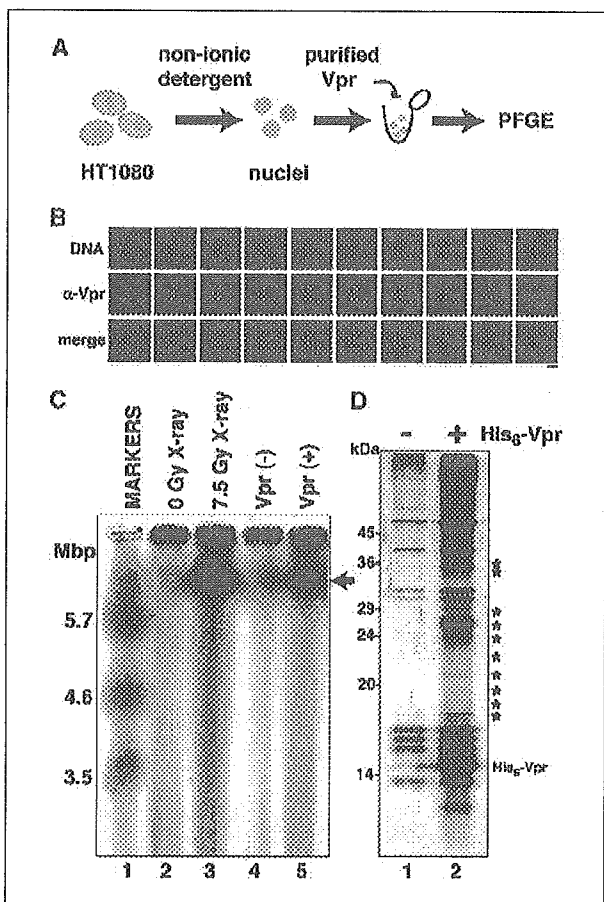 A
non-ionic
detergent
purified
Vpr
PFGE
HT1080
nuclei
B
DNA
α-Vpr
merge
C
MARKERS
0 Gy X-ray
7.5 Gy X-ray
Vpr (-)
Vpr (+)
Mbp
5.7
4.6
3.5
1 2 3 4 5
D
- + His6-Vpr
kDa
45
36
29
24
20
14
*
*
*
*
*
*
*
*
*
*
His6-Vpr
1 2